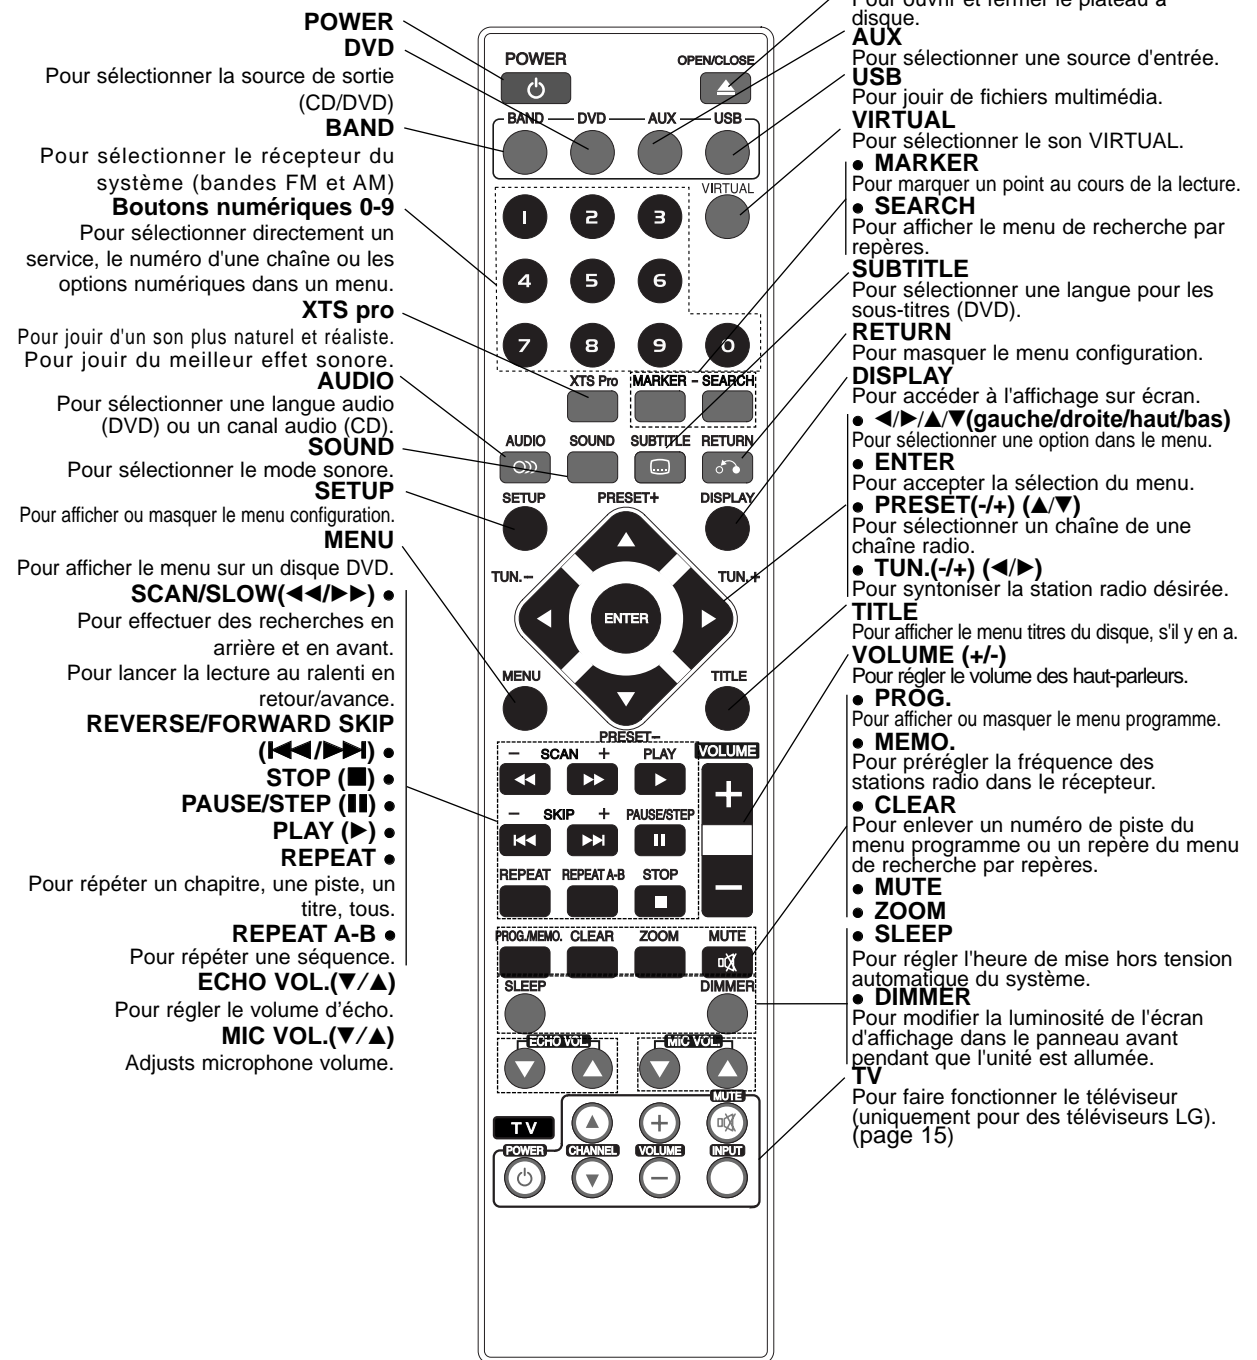 POWER
DVD
Pour sélectionner la source de sortie
(CD/DVD)
BAND
Pour sélectionner le récepteur du
système (bandes FM et AM)
Boutons numériques 0-9
Pour sélectionner directement un
service, le numéro d'une chaîne ou les
options numériques dans un menu.
XTS pro
Pour jouir d'un son plus naturel et réaliste.
Pour jouir du meilleur effet sonore.
AUDIO
Pour sélectionner une langue audio
(DVD) ou un canal audio (CD).
SOUND
Pour sélectionner le mode sonore.
SETUP
Pour afficher ou masquer le menu configuration.
MENU
Pour afficher le menu sur un disque DVD.
SCAN/SLOW(◀◀/▶▶) ●
Pour effectuer des recherches en
arrière et en avant.
Pour lancer la lecture au ralenti en
retour/avance.
REVERSE/FORWARD SKIP
(I◀◀/▶▶I) ●
STOP (■) ●
PAUSE/STEP (II) ●
PLAY (▶) ●
REPEAT ●
Pour répéter un chapitre, une piste, un
titre, tous.
REPEAT A-B ●
Pour répéter une séquence.
ECHO VOL.(▼/▲)
Pour régler le volume d’écho.
MIC VOL.(▼/▲)
Adjusts microphone volume.
POWER OPEN/CLOSE
BAND DVD AUX USB
VIRTUAL
1 2 3
4 5 6
7 8 9 0
XTS Pro MARKER - SEARCH
AUDIO SOUND SUBTITLE RETURN
SETUP PRESET+ DISPLAY
TUN.- TUN.+
ENTER
MENU TITLE
PRESET-
- SCAN + PLAY VOLUME
+
- SKIP + PAUSE/STEP
REPEAT REPEAT A-B STOP
-
PROG./MEMO. CLEAR ZOOM MUTE
SLEEP DIMMER
ECHO VOL. MIC VOL.
MUTE
TV
POWER CHANNEL VOLUME INPUT
Pour ouvrir et fermer le plateau à
disque.
AUX
Pour sélectionner une source d'entrée.
USB
Pour jouir de fichiers multimédia.
VIRTUAL
Pour sélectionner le son VIRTUAL.
● MARKER
Pour marquer un point au cours de la lecture.
● SEARCH
Pour afficher le menu de recherche par
repères.
SUBTITLE
Pour sélectionner une langue pour les
sous-titres (DVD).
RETURN
Pour masquer le menu configuration.
DISPLAY
Pour accéder à l'affichage sur écran.
● ◀/▶/▲/▼(gauche/droite/haut/bas)
Pour sélectionner une option dans le menu.
● ENTER
Pour accepter la sélection du menu.
● PRESET(-/+) (▲/▼)
Pour sélectionner un chaîne de une
chaîne radio.
● TUN.(-/+) (◀/▶)
Pour syntoniser la station radio désirée.
TITLE
Pour afficher le menu titres du disque, s'il y en a.
VOLUME (+/-)
Pour régler le volume des haut-parleurs.
● PROG.
Pour afficher ou masquer le menu programme.
● MEMO.
Pour prérégler la fréquence des
stations radio dans le récepteur.
● CLEAR
Pour enlever un numéro de piste du
menu programme ou un repère du menu
de recherche par repères.
● MUTE
● ZOOM
● SLEEP
Pour régler l'heure de mise hors tension
automatique du système.
● DIMMER
Pour modifier la luminosité de l'écran
d'affichage dans le panneau avant
pendant que l'unité est allumée.
TV
Pour faire fonctionner le téléviseur
(uniquement pour des téléviseurs LG).
(page 15)